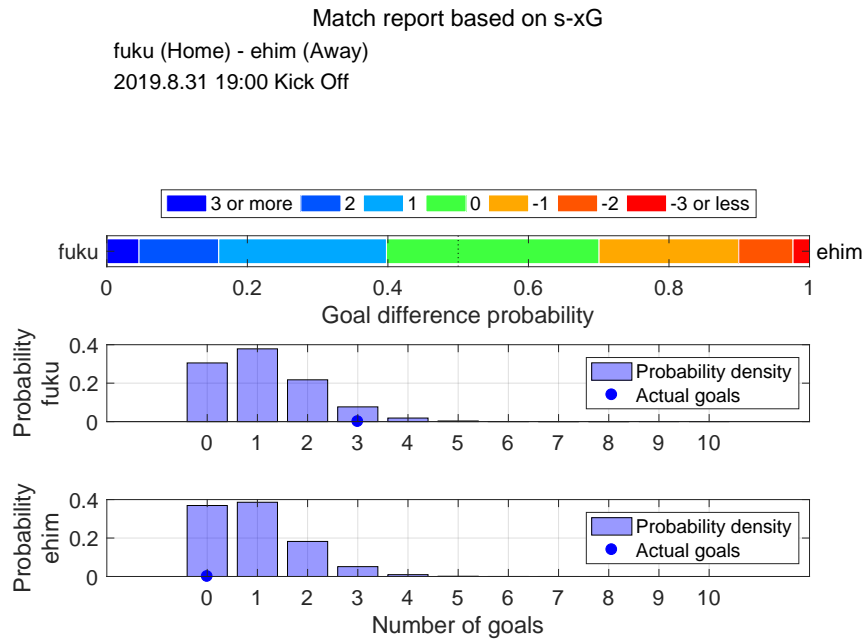 Match report based on s-xG
fuku (Home) - ehim (Away)
2019.8.31 19:00 Kick Off
3 or more 2 1 0 -1 -2 -3 or less
fuku ehim
0 0.2 0.4 0.6 0.8 1
Goal difference probability
Probability
fuku
0.4
0.2
0
Probability density
Actual goals
0 1 2 3 4 5 6 7 8 9 10
Probability
ehim
0.4
0.2
0
Probability density
Actual goals
0 1 2 3 4 5 6 7 8 9 10
Number of goals